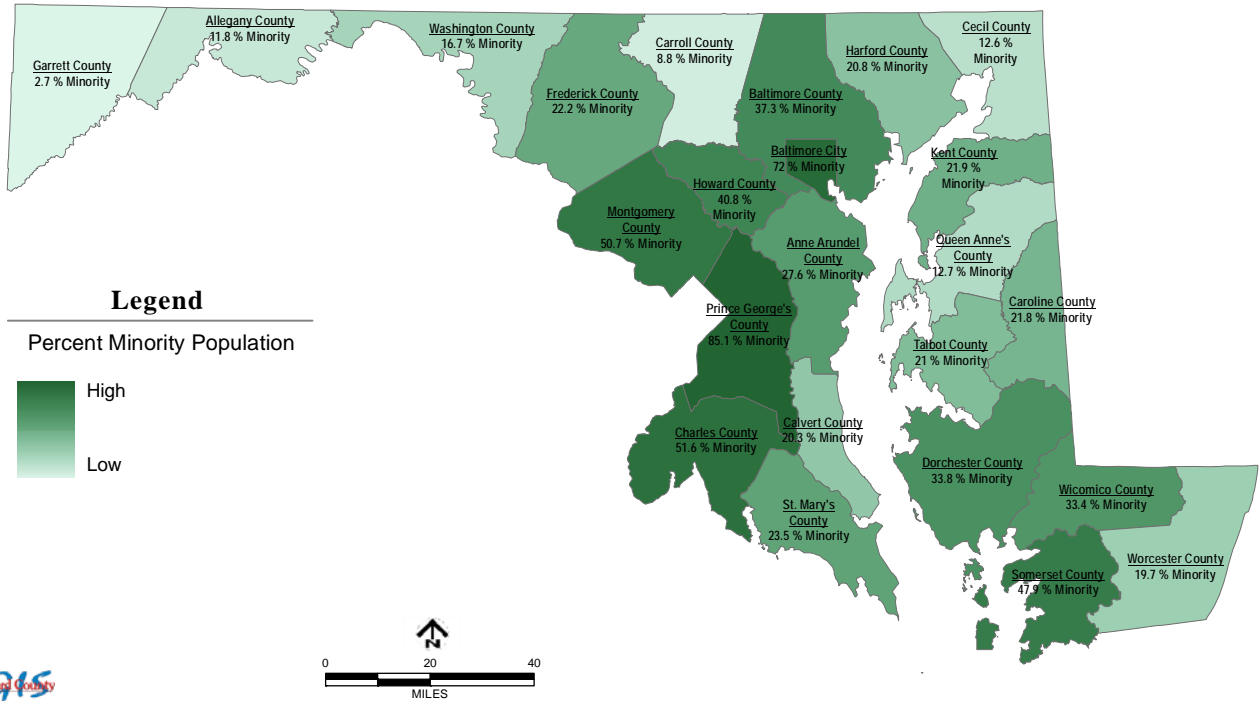 Garrett County
2.7 % Minority
Allegany County
11.8 % Minority
Washington County
16.7 % Minority
Frederick County
22.2 % Minority
Carroll County
8.8 % Minority
Baltimore County
37.3 % Minority
Harford County
20.8 % Minority
Cecil County
12.6 %
Minority
Baltimore City
72 % Minority
Howard County
40.8 %
Minority
Kent County
21.9 %
Minority
Montgomery
County
50.7 % Minority
Anne Arundel
County
27.6 % Minority
Queen Anne's
County
12.7 % Minority
Caroline County
21.8 % Minority
Prince George's
County
85.1 % Minority
Talbot County
21 % Minority
Charles County
51.6 % Minority
Calvert County
20.3 % Minority
Dorchester County
33.8 % Minority
Wicomico County
33.4 % Minority
St. Mary's
County
23.5 % Minority
Worcester County
19.7 % Minority
Somerset County
47.9 % Minority
Legend
Percent Minority Population
High
Low
N
0 20 40
MILES
County